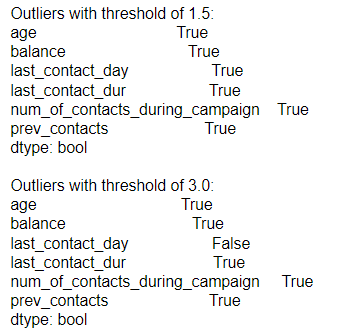 Outliers with threshold of 1.5:
age True
balance True
last_contact_day True
last_contact_dur True
num_of_contacts_during_campaign True
prev_contacts True
dtype: bool
Outliers with threshold of 3.0:
age True
balance True
last_contact_day False
last_contact_dur True
num_of_contacts_during_campaign True
prev_contacts True
dtype: bool